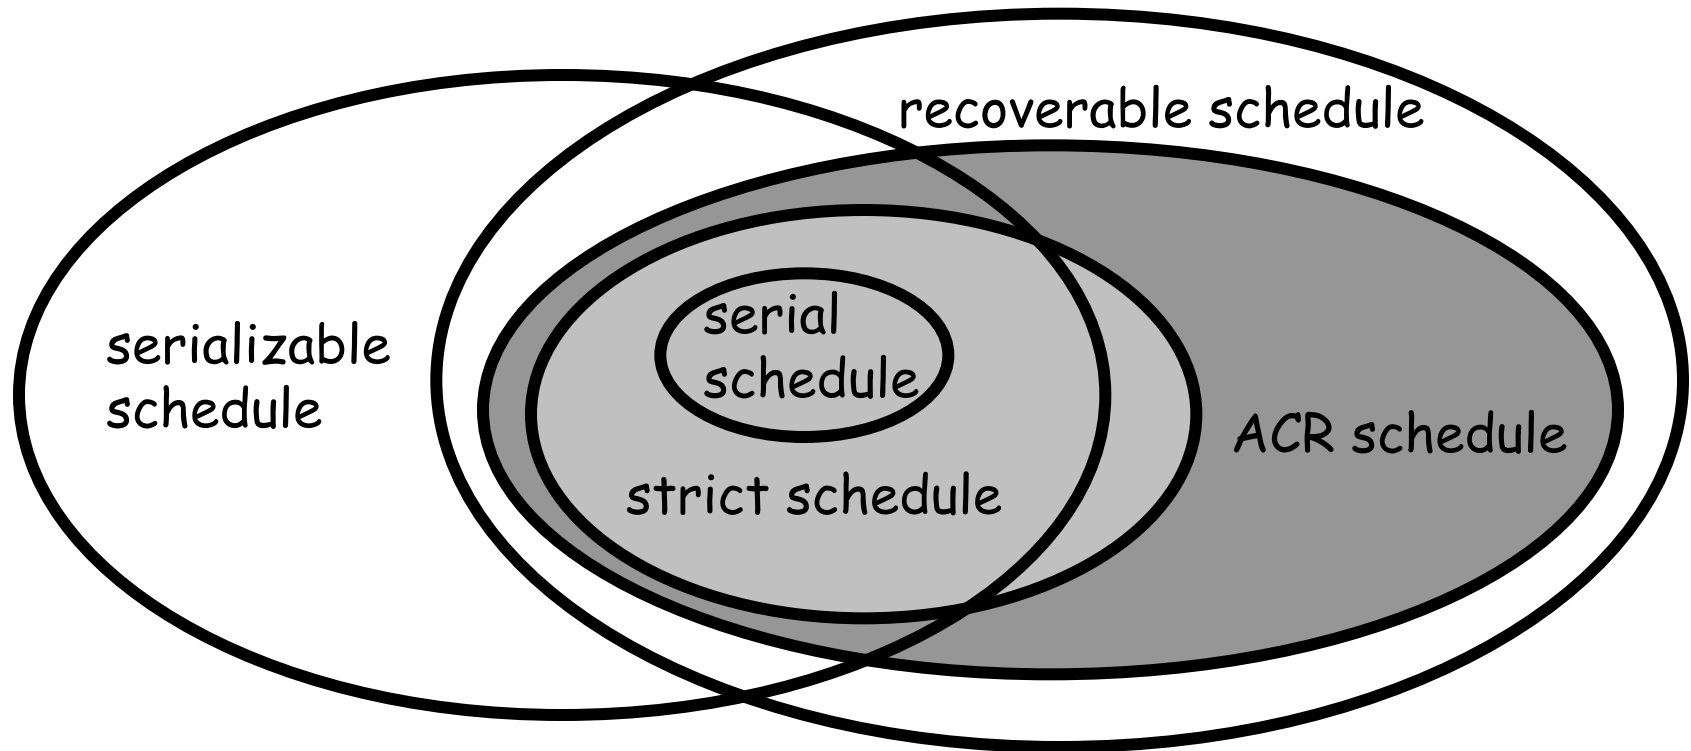 recoverable schedule
serial
schedule
serializable
schedule
ACR schedule
strict schedule